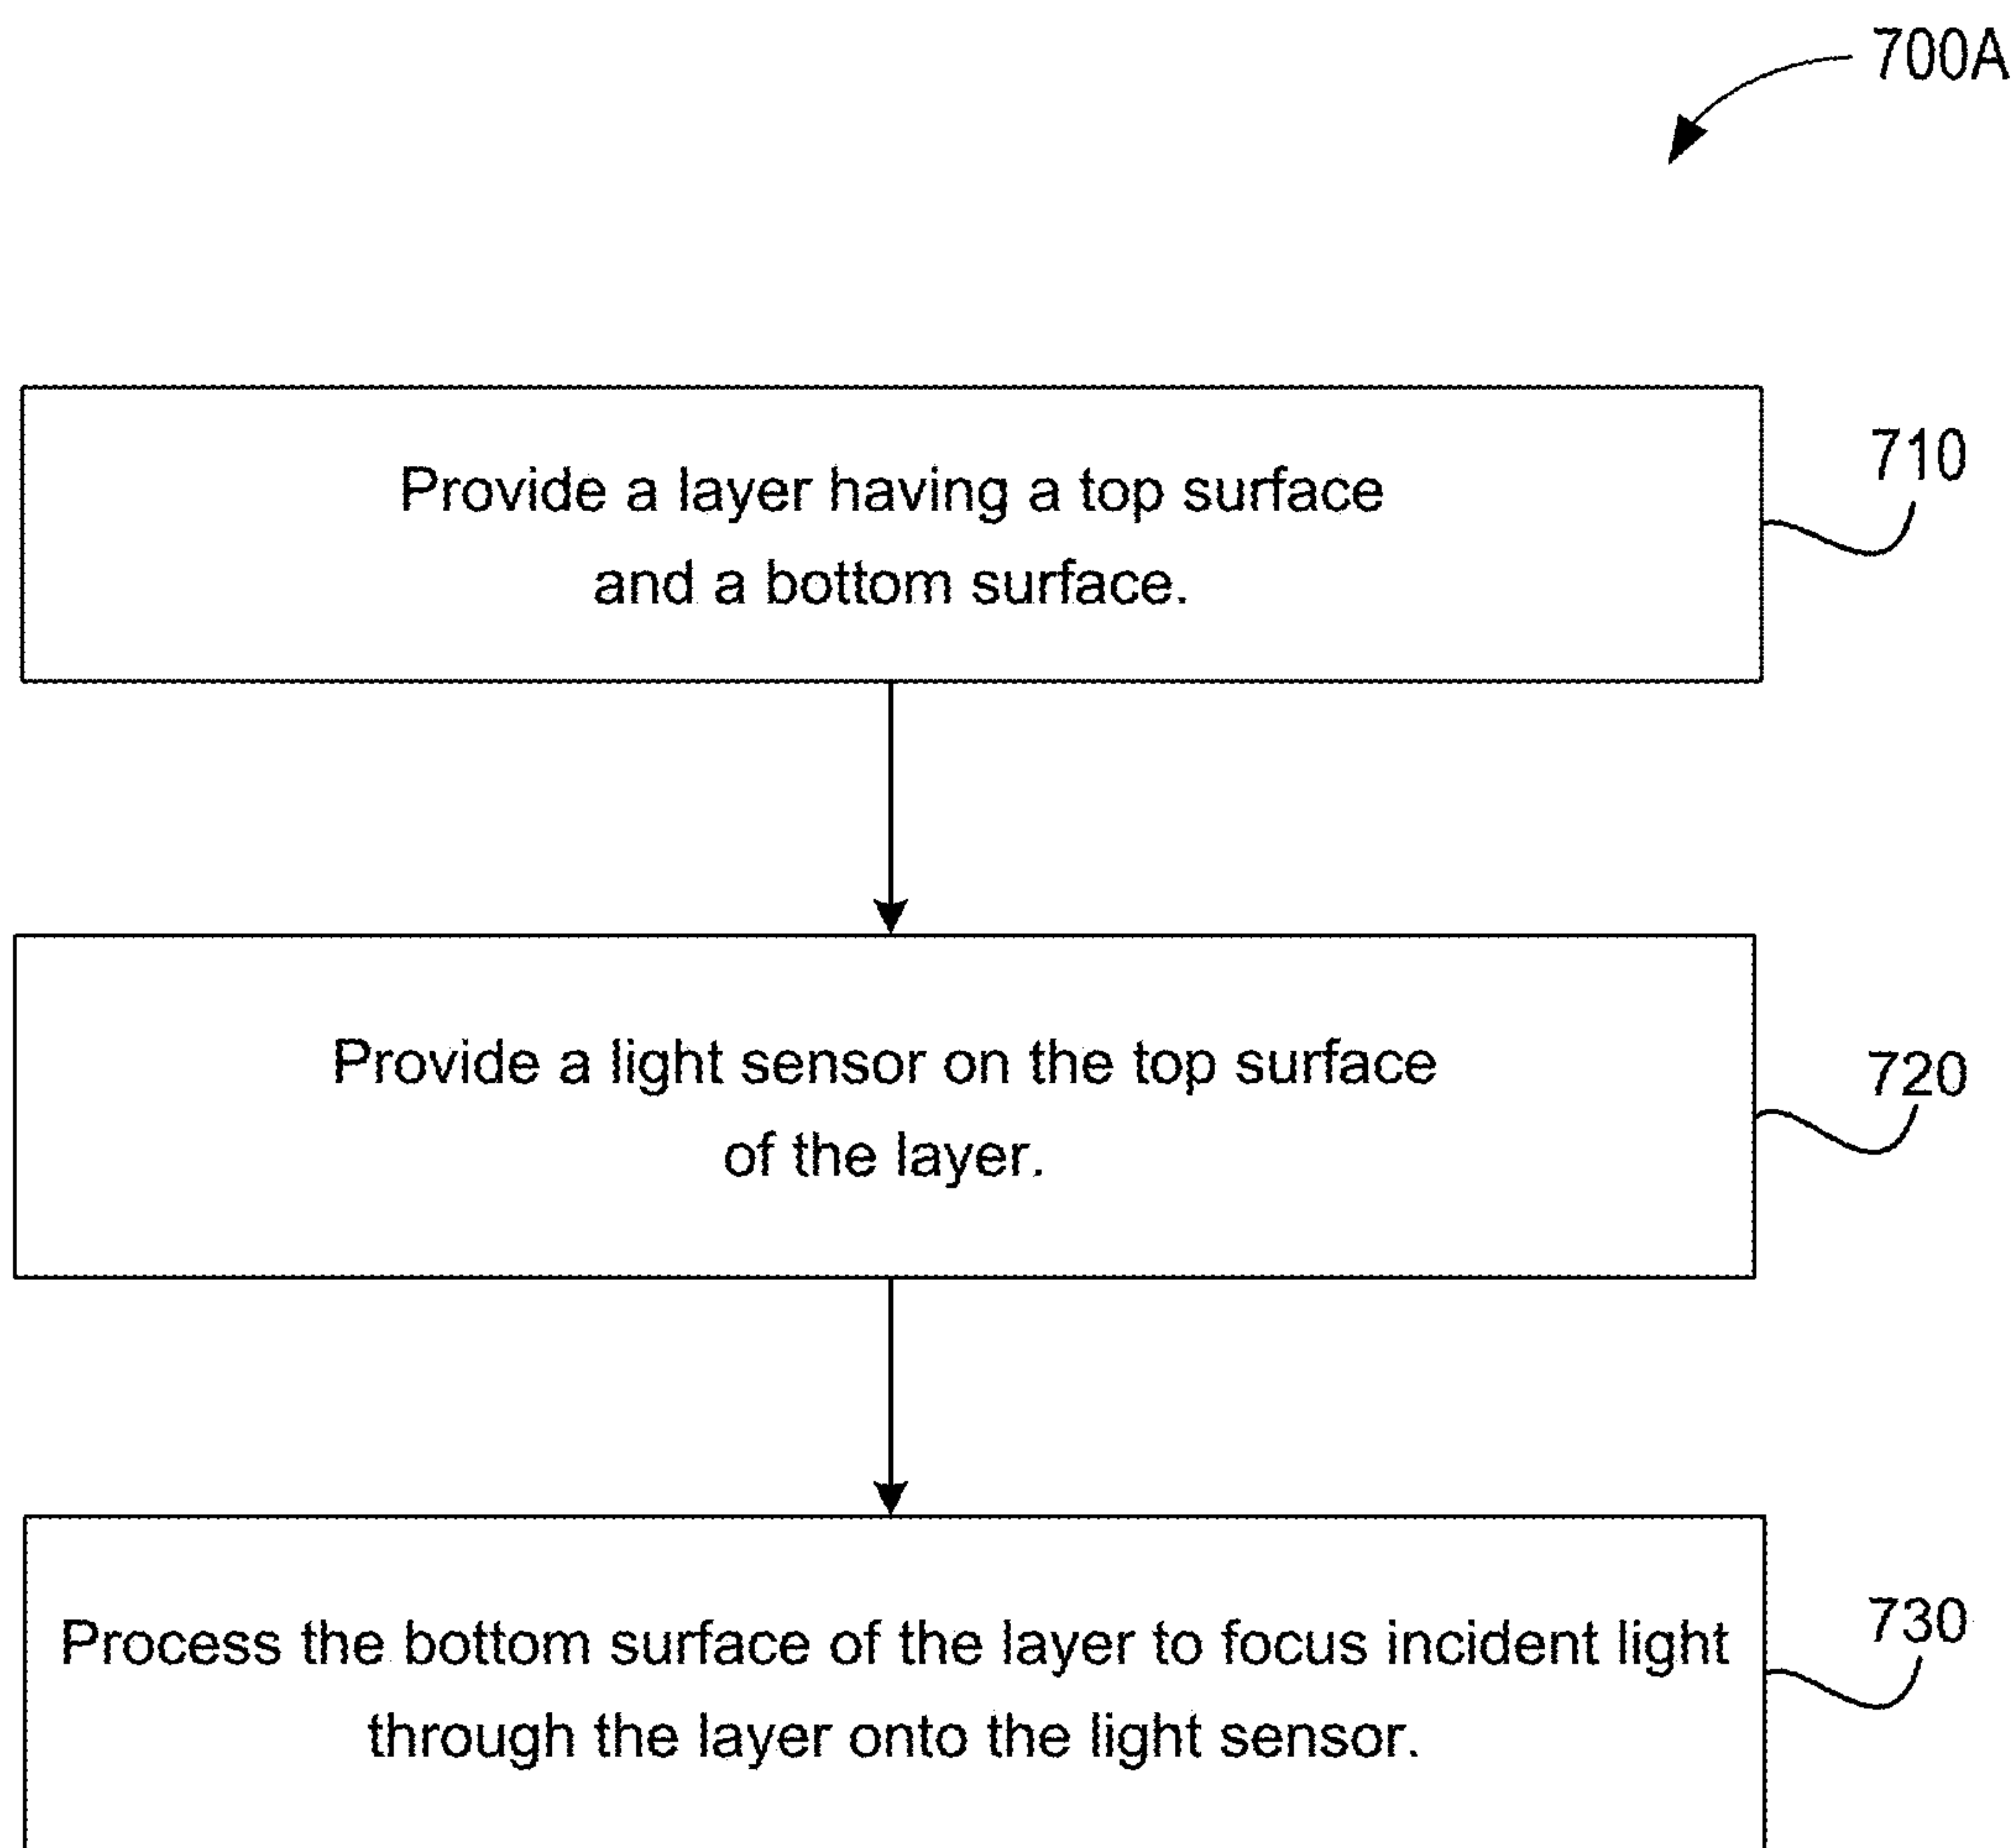 700A
Provide a layer having a top surface
and a bottom surface.
710
Provide a light sensor on the top surface
of the layer.
720
Process the bottom surface of the layer to focus incident light
through the layer onto the light sensor.
730